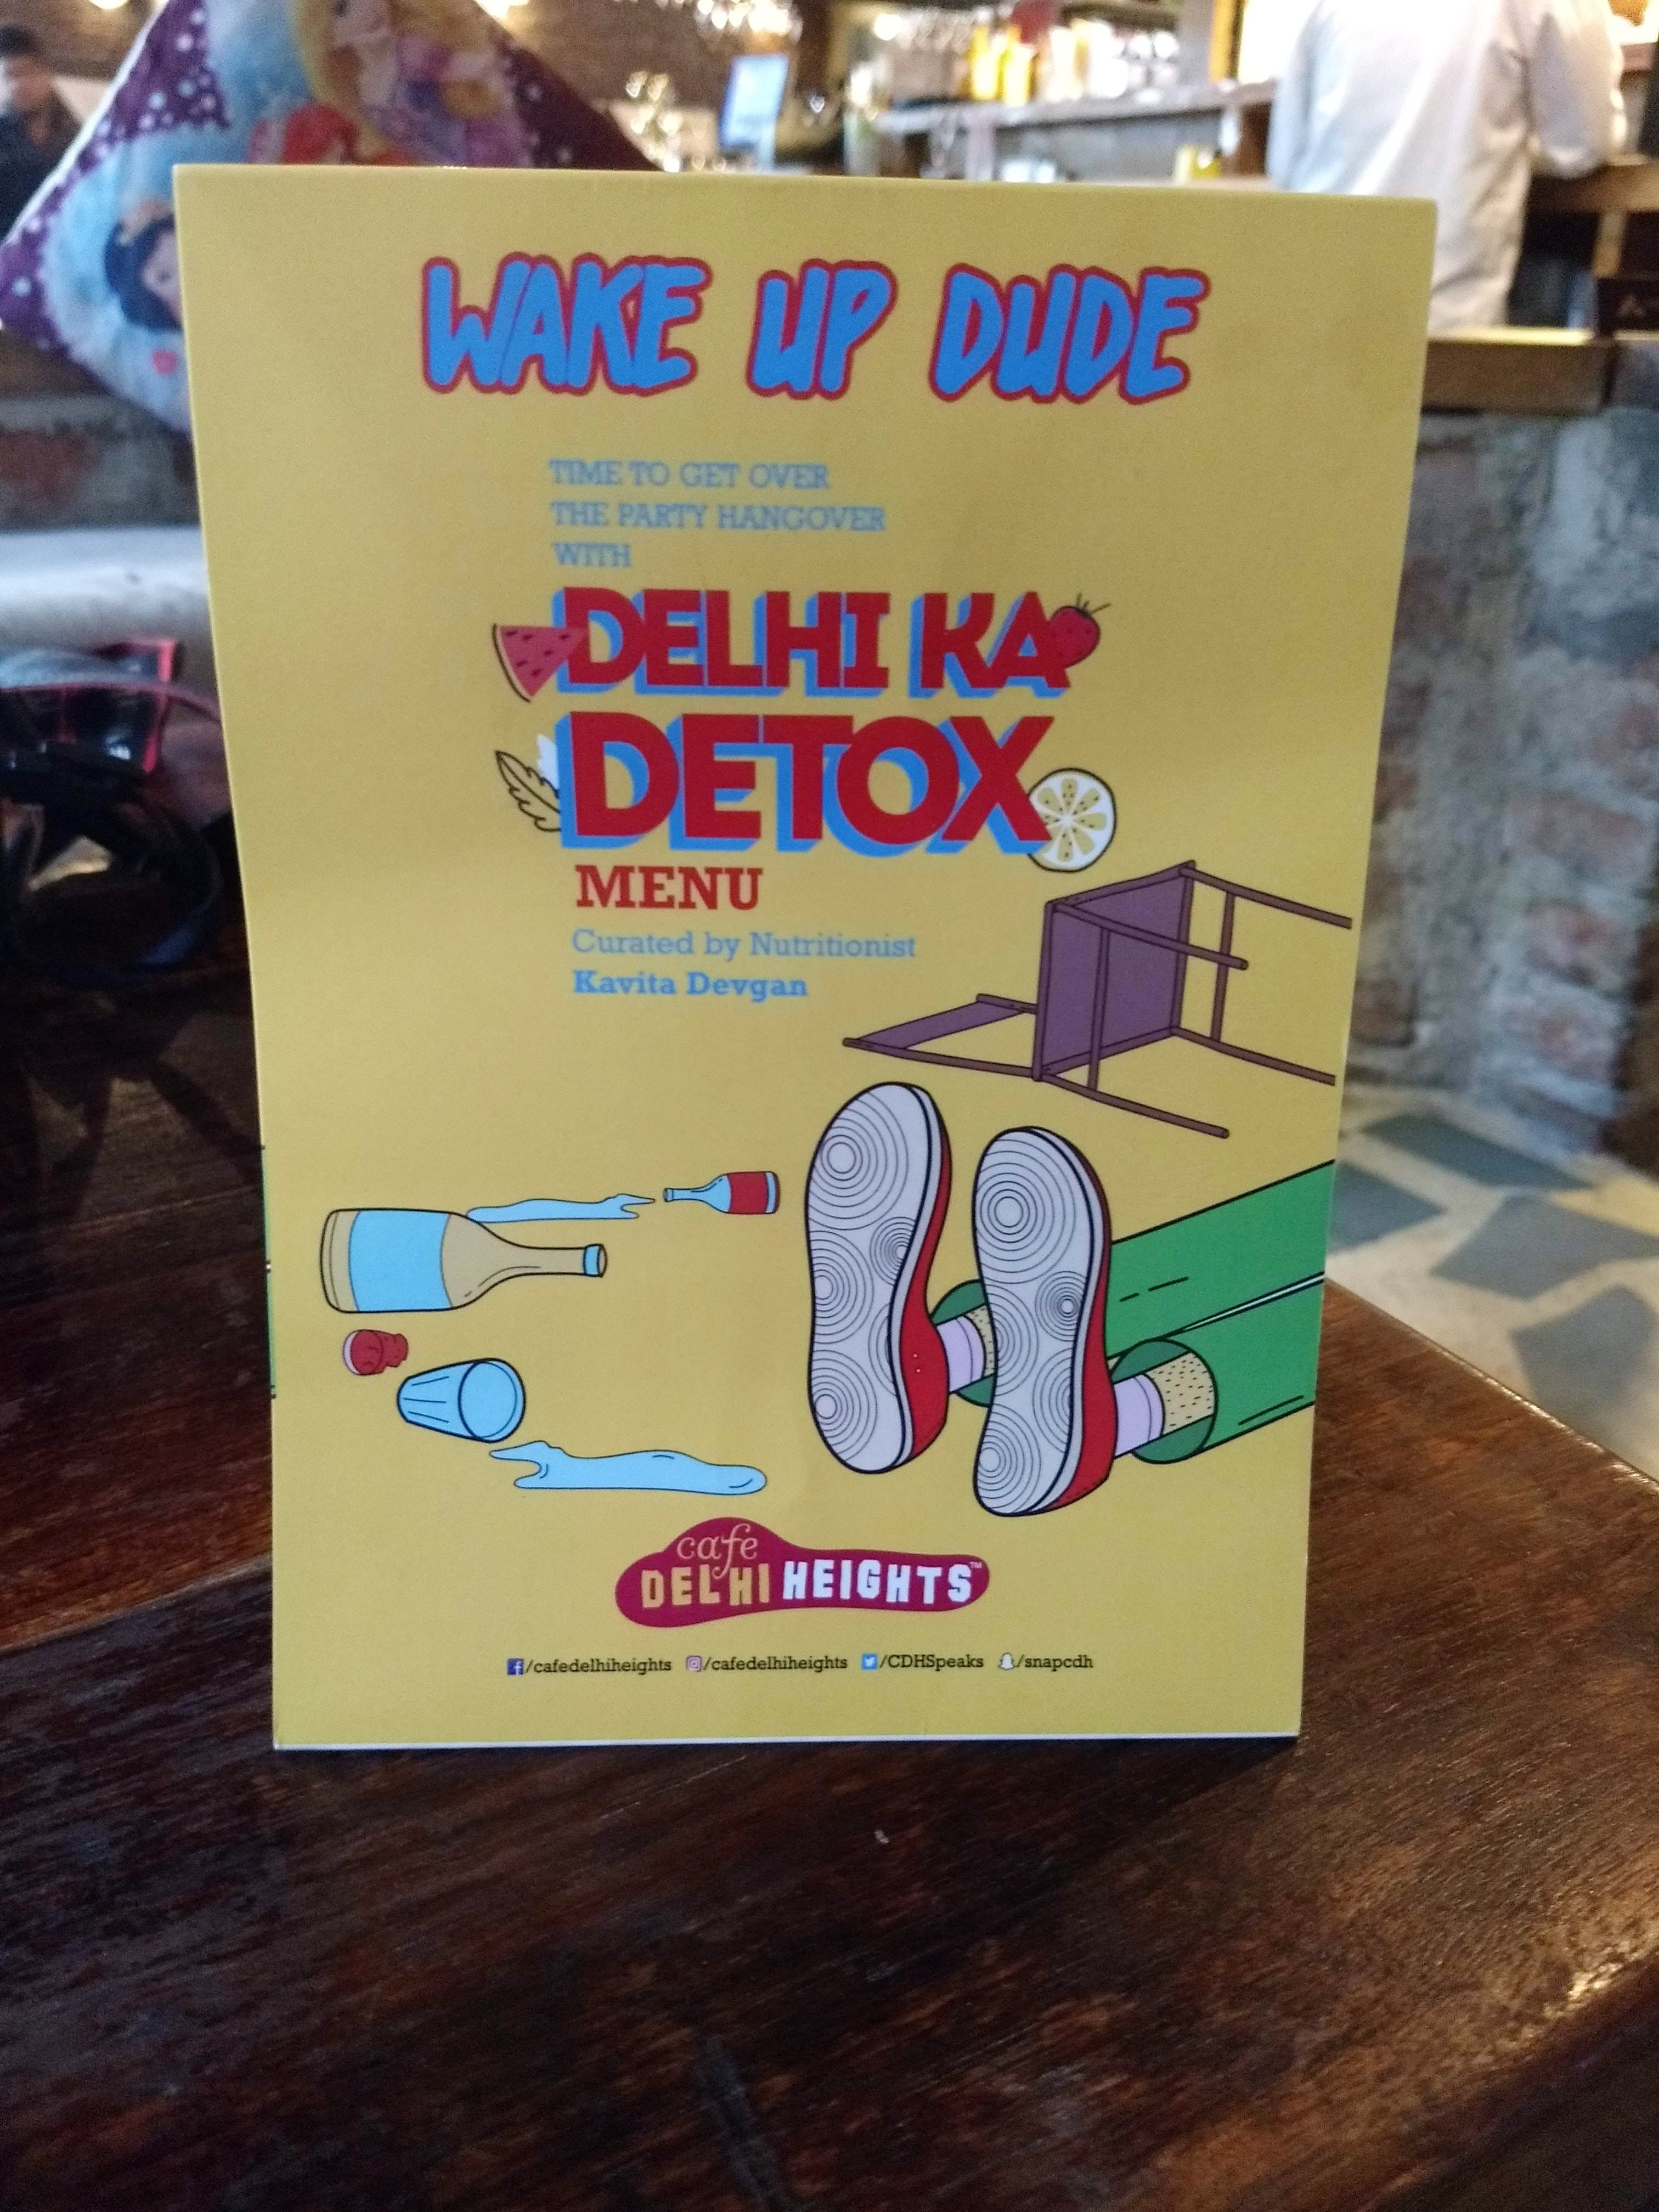 WAKE UP DUDE
TIME TO GET OVER
THE PARTY HANGOVER
WITH
DELHI KA
DETOX
MENU
Curated by Nutritionist
Kavita Devgan
cafe
DELHI HEIGHTS™
/cafedelhiheights /cafedelhiheights /CDHSpeaks /snapcdh